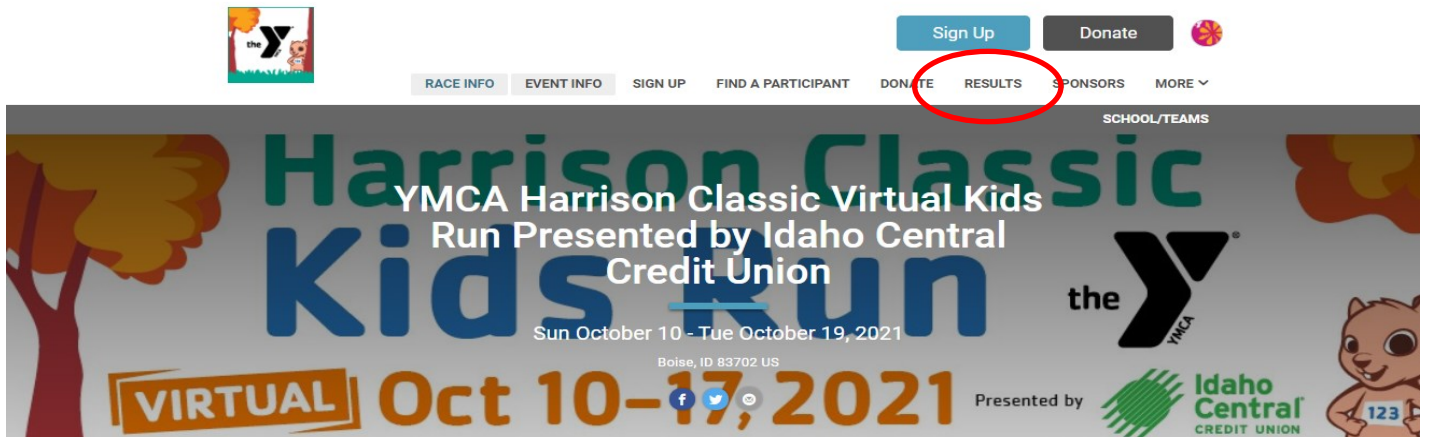 the Y
Sign Up
Donate
RACE INFO
EVENT INFO
SIGN UP
FIND A PARTICIPANT
DONATE
RESULTS
SPONSORS
MORE
SCHOOL/TEAMS
Harrison Classic
Kids Run
YMCA Harrison Classic Virtual Kids
Run Presented by Idaho Central
Credit Union
Sun October 10 - Tue October 19, 2021
Boise, ID 83702 US
the Y
YMCA
VIRTUAL Oct 10–17, 2021
Presented by
Idaho
Central
CREDIT UNION
123